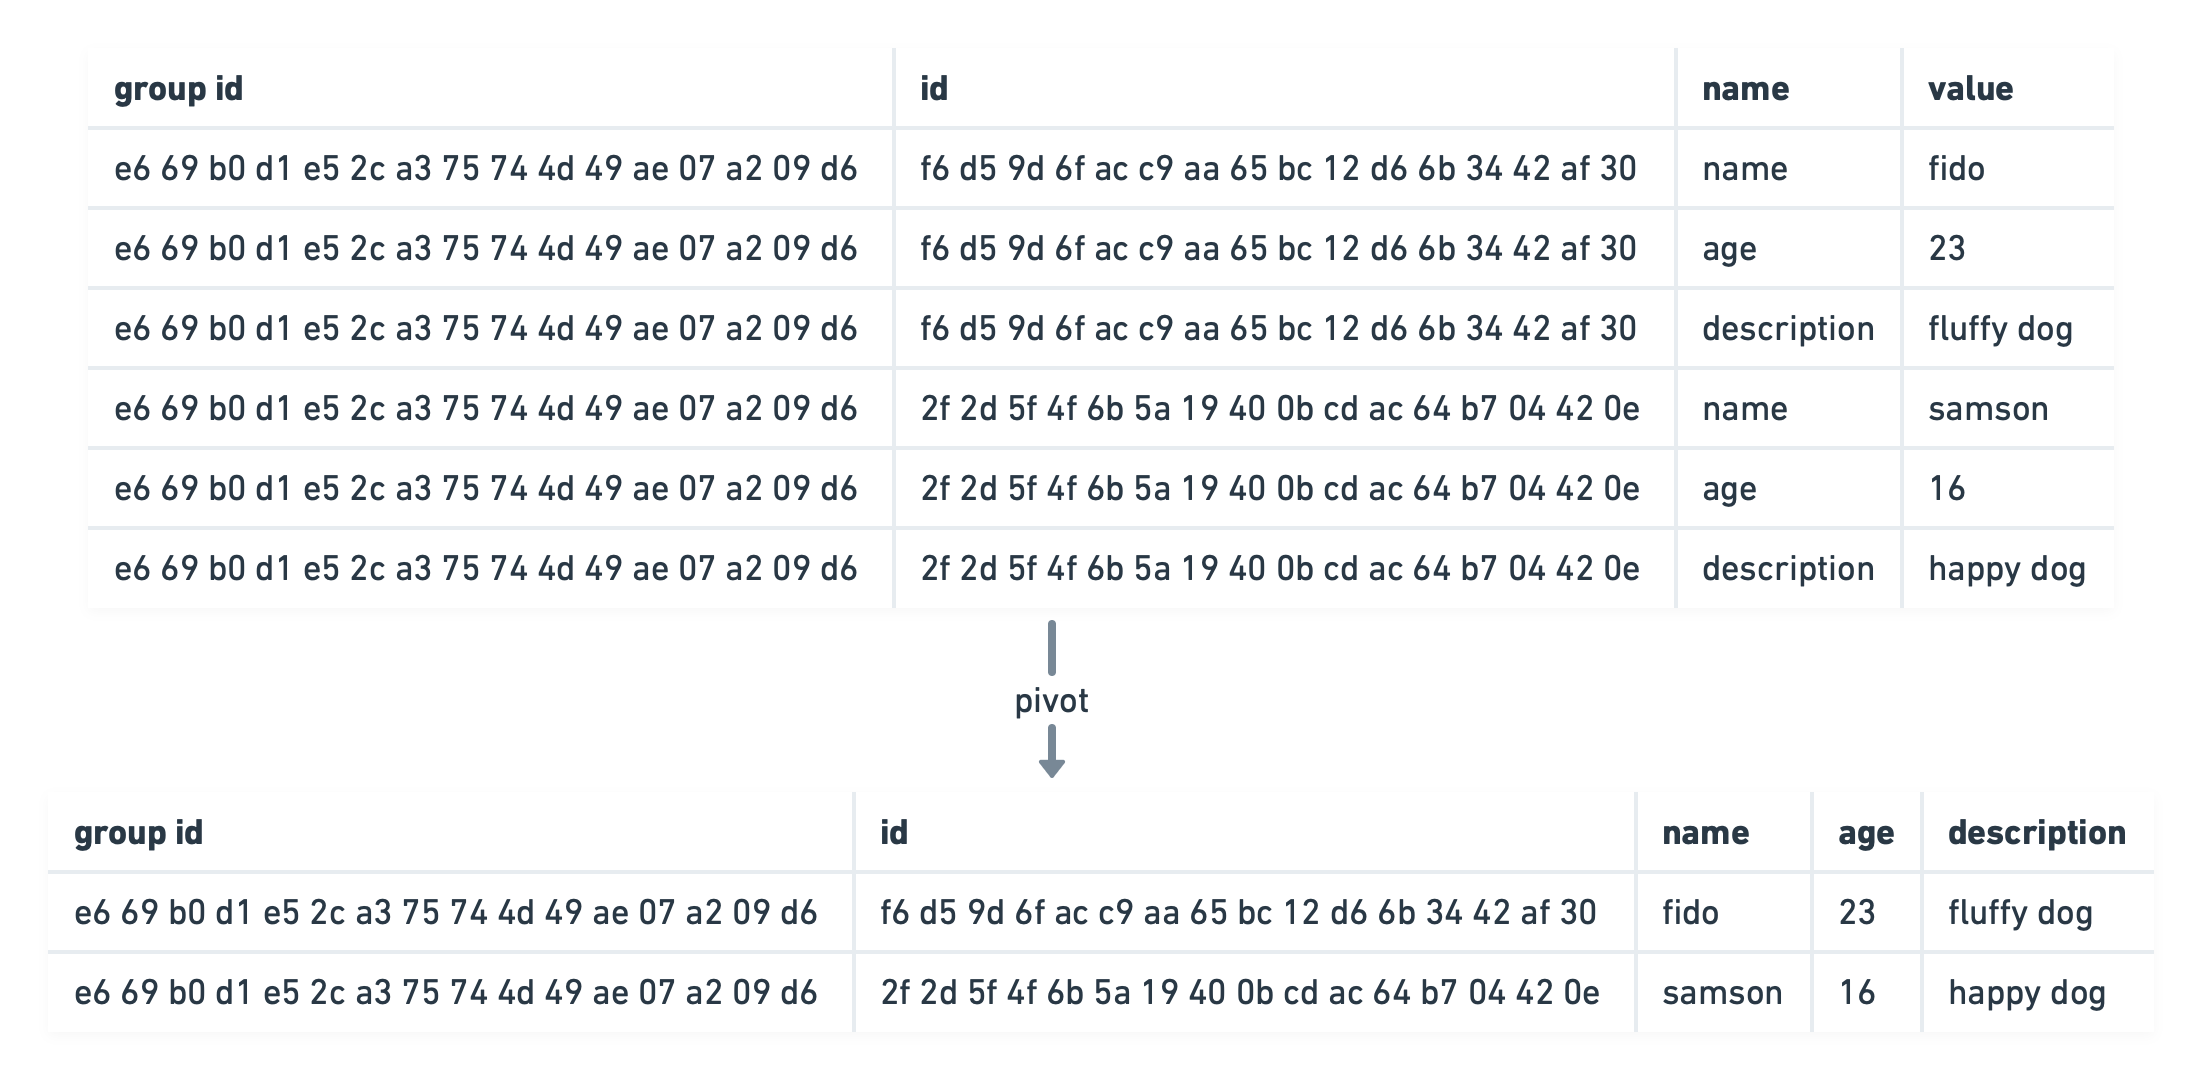 group id id name value
e6 69 b0 d1 e5 2c a3 75 74 4d 49 ae 07 a2 09 d6 f6 d5 9d 6f ac c9 aa 65 bc 12 d6 6b 34 42 af 30 name fido
e6 69 b0 d1 e5 2c a3 75 74 4d 49 ae 07 a2 09 d6 f6 d5 9d 6f ac c9 aa 65 bc 12 d6 6b 34 42 af 30 age 23
e6 69 b0 d1 e5 2c a3 75 74 4d 49 ae 07 a2 09 d6 f6 d5 9d 6f ac c9 aa 65 bc 12 d6 6b 34 42 af 30 description fluffy dog
e6 69 b0 d1 e5 2c a3 75 74 4d 49 ae 07 a2 09 d6 2f 2d 5f 4f 6b 5a 19 40 0b cd ac 64 b7 04 42 0e name samson
e6 69 b0 d1 e5 2c a3 75 74 4d 49 ae 07 a2 09 d6 2f 2d 5f 4f 6b 5a 19 40 0b cd ac 64 b7 04 42 0e age 16
e6 69 b0 d1 e5 2c a3 75 74 4d 49 ae 07 a2 09 d6 2f 2d 5f 4f 6b 5a 19 40 0b cd ac 64 b7 04 42 0e description happy dog
pivot
group id id name age description
e6 69 b0 d1 e5 2c a3 75 74 4d 49 ae 07 a2 09 d6 f6 d5 9d 6f ac c9 aa 65 bc 12 d6 6b 34 42 af 30 fido 23 fluffy dog
e6 69 b0 d1 e5 2c a3 75 74 4d 49 ae 07 a2 09 d6 2f 2d 5f 4f 6b 5a 19 40 0b cd ac 64 b7 04 42 0e samson 16 happy dog